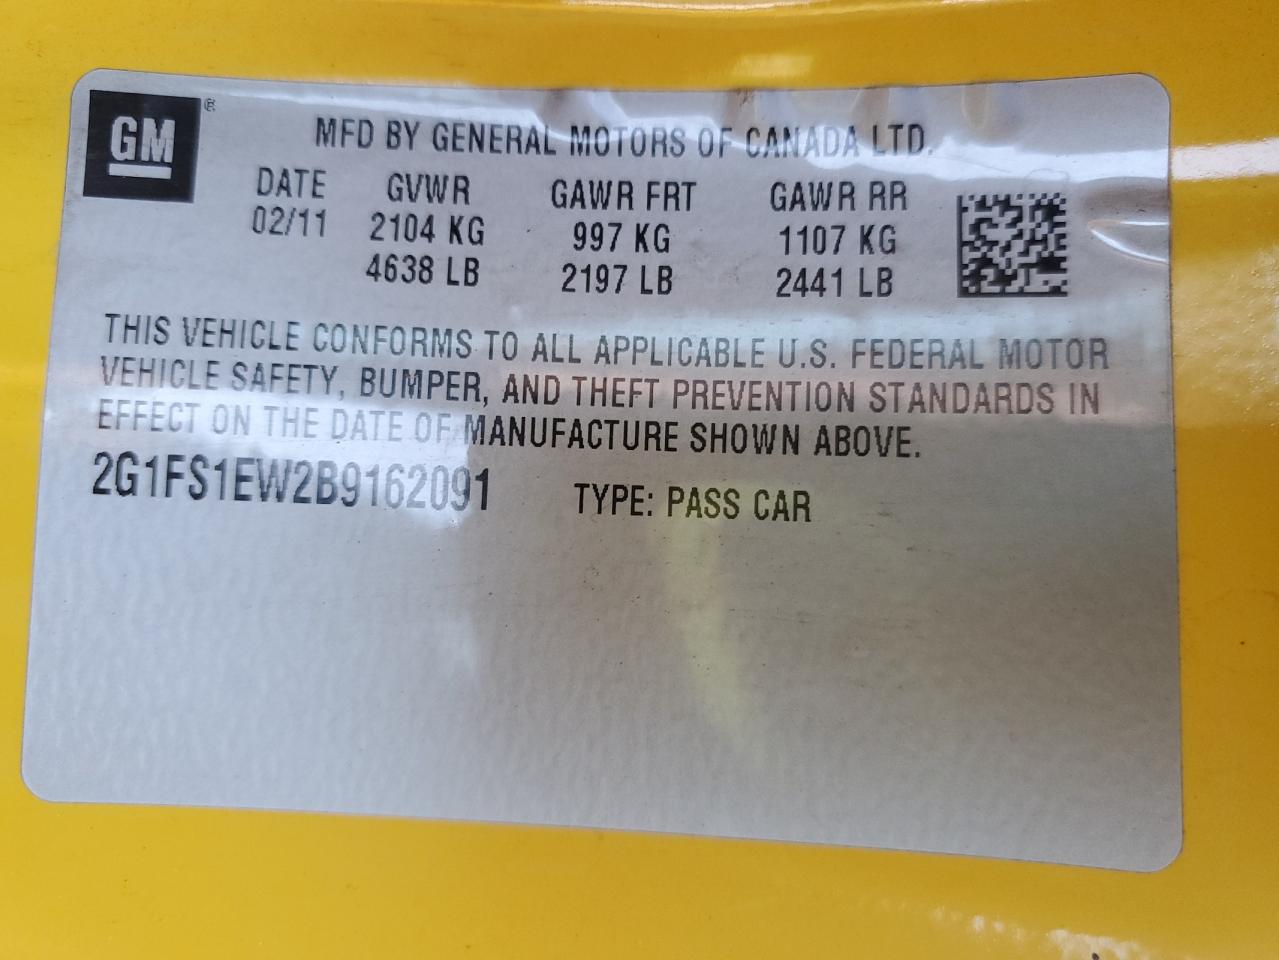 GM ®
MFD BY GENERAL MOTORS OF CANADA LTD.
DATE GVWR GAWR FRT GAWR RR
02/11 2104 KG 997 KG 1107 KG
4638 LB 2197 LB 2441 LB
THIS VEHICLE CONFORMS TO ALL APPLICABLE U.S. FEDERAL MOTOR
VEHICLE SAFETY, BUMPER, AND THEFT PREVENTION STANDARDS IN
EFFECT ON THE DATE OF MANUFACTURE SHOWN ABOVE.
2G1FS1EW2B9162091 TYPE: PASS CAR